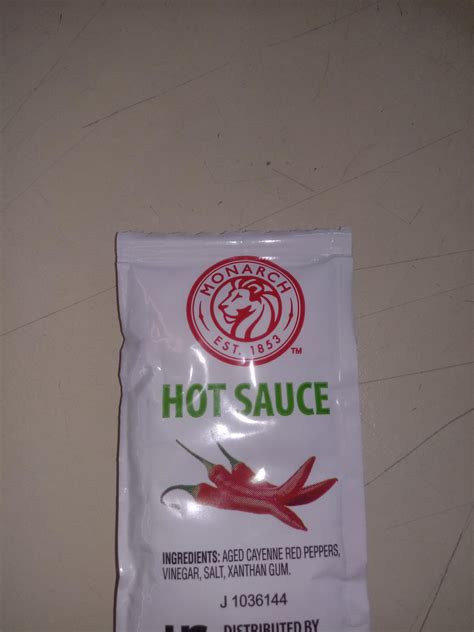 MONARCH
EST. 1853
TM
HOT SAUCE
INGREDIENTS: AGED CAYENNE RED PEPPERS,
VINEGAR, SALT, XANTHAN GUM.
J 1036144
DISTRIBUTED BY